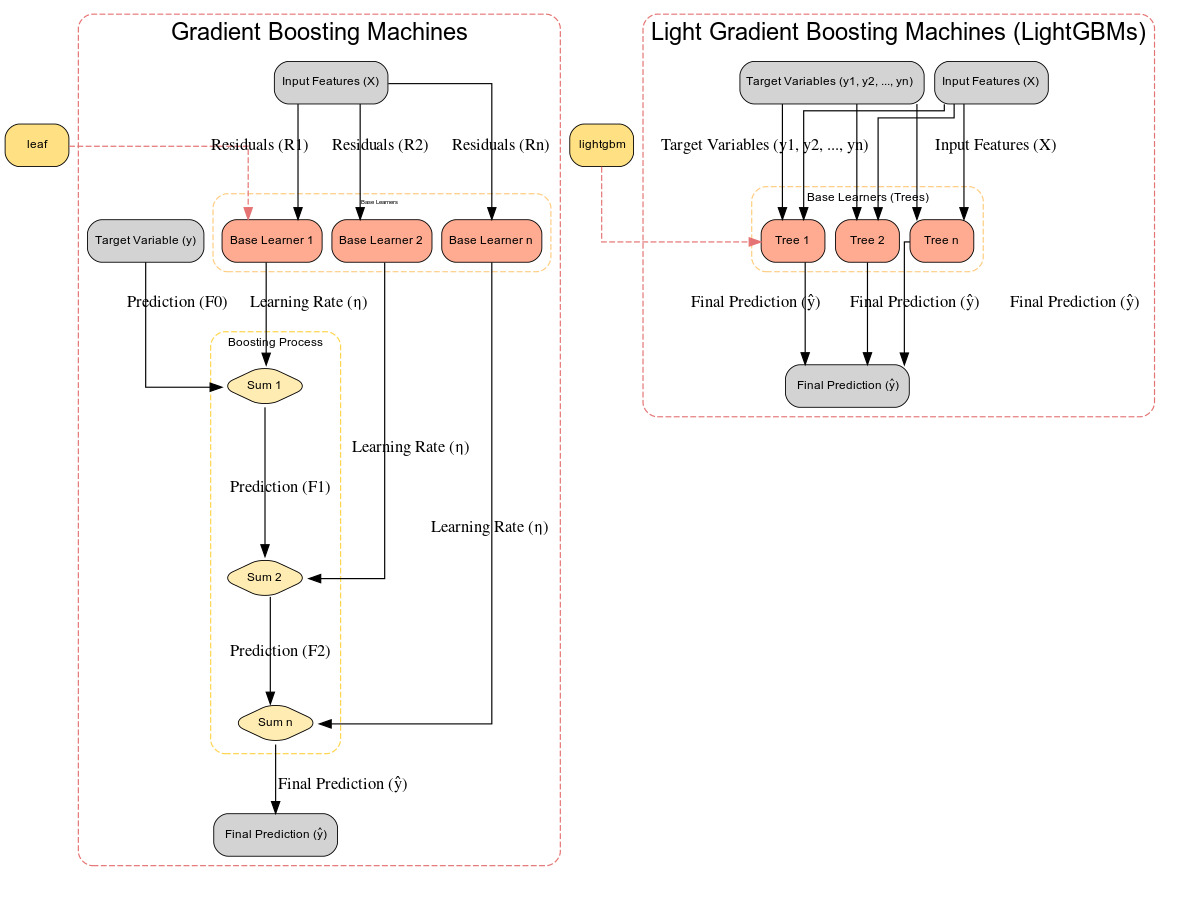 Gradient Boosting Machines
Input Features (X)
leaf
Residuals (R1)
Residuals (R2)
Residuals (Rn)
Base Learners
Target Variable (y)
Base Learner 1
Base Learner 2
Base Learner n
Prediction (F0)
Learning Rate (η)
Boosting Process
Sum 1
Learning Rate (η)
Prediction (F1)
Learning Rate (η)
Sum 2
Prediction (F2)
Sum n
Final Prediction (ŷ)
Final Prediction (ŷ)
Light Gradient Boosting Machines (LightGBMs)
Target Variables (y1, y2, ..., yn)
Input Features (X)
lightgbm
Target Variables (y1, y2, ..., yn)
Input Features (X)
Base Learners (Trees)
Tree 1
Tree 2
Tree n
Final Prediction (ŷ)
Final Prediction (ŷ)
Final Prediction (ŷ)
Final Prediction (ŷ)